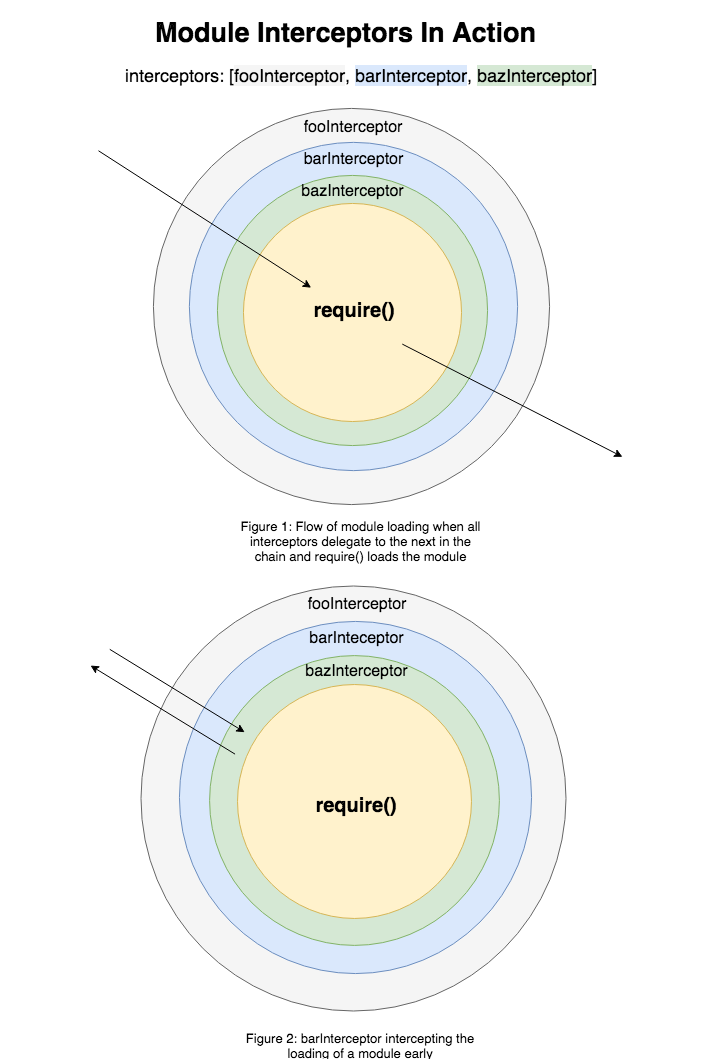 Module Interceptors In Action
interceptors: [fooInterceptor, barInterceptor, bazInterceptor]
fooInterceptor
barInterceptor
bazInterceptor
require()
Figure 1: Flow of module loading when all
interceptors delegate to the next in the
chain and require() loads the module
fooInterceptor
barInteceptor
bazInterceptor
require()
Figure 2: barInterceptor intercepting the
loading of a module early